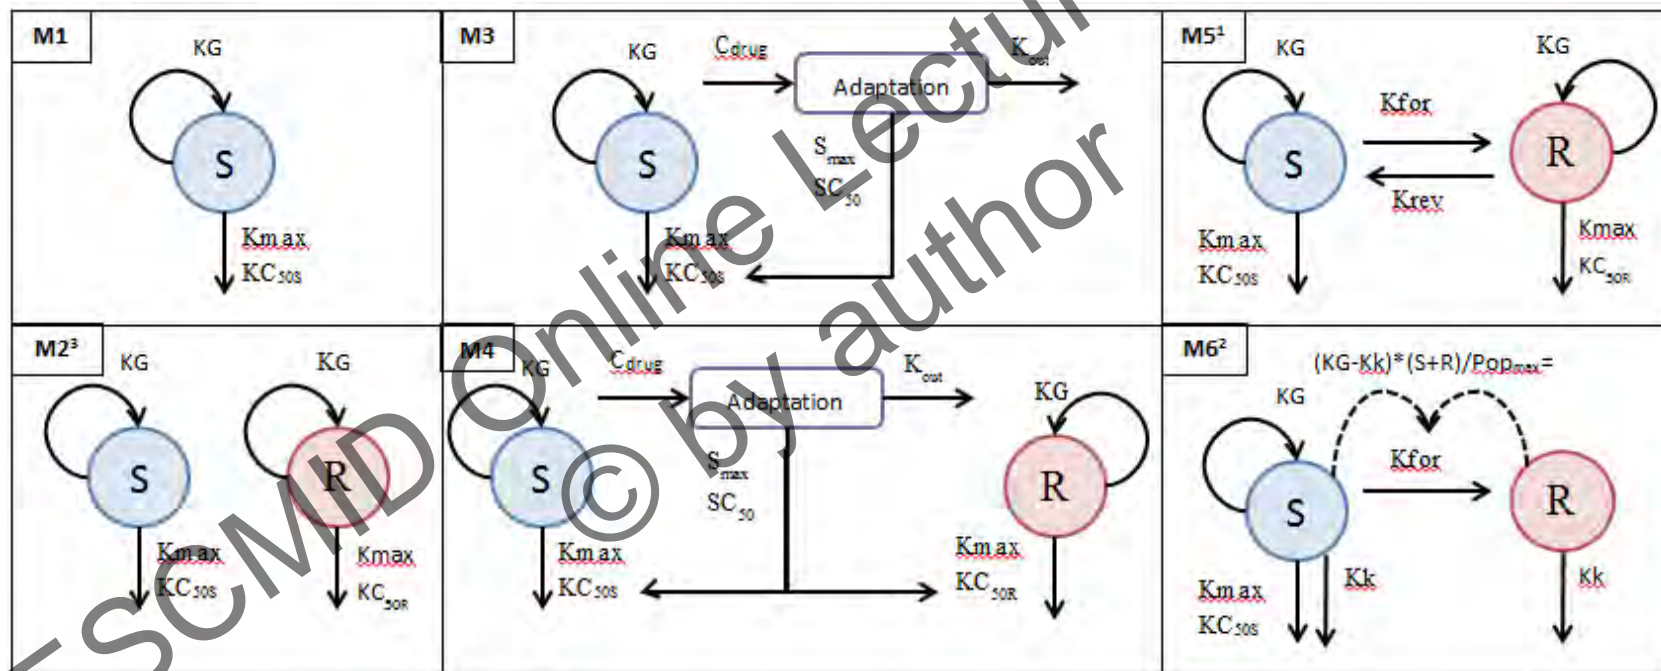 M1
KG
S
Kmax
KC50S
M3
KG
Cdrug
Adaptation
Kout
S
Smax
SC50
Kmax
KC50S
M5¹
KG
KG
S
Kfor
Krev
R
Kmax
KC50S
Kmax
KC50R
M2³
KG
KG
S
R
Kmax
KC50S
Kmax
KC50R
M4
KG
Cdrug
Adaptation
Kout
KG
S
Smax
SC50
R
Kmax
KC50S
Kmax
KC50R
M6²
(KG-Kk)*(S+R)/Popmax=
KG
S
Kfor
R
Kmax
KC50S
Kk
Kk
ESCMID Online Lectur
© by author